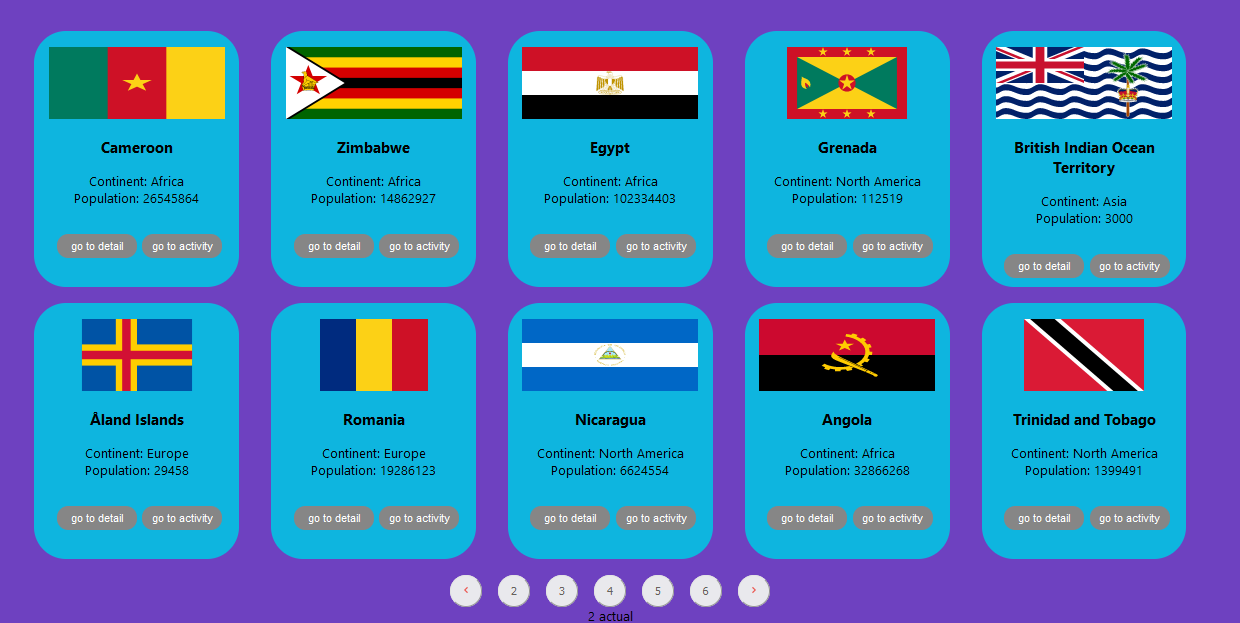 Cameroon
Continent: Africa
Population: 26545864
go to detail
go to activity
Zimbabwe
Continent: Africa
Population: 14862927
go to detail
go to activity
Egypt
Continent: Africa
Population: 102334403
go to detail
go to activity
Grenada
Continent: North America
Population: 112519
go to detail
go to activity
British Indian Ocean
Territory
Continent: Asia
Population: 3000
go to detail
go to activity
Åland Islands
Continent: Europe
Population: 29458
go to detail
go to activity
Romania
Continent: Europe
Population: 19286123
go to detail
go to activity
Nicaragua
Continent: North America
Population: 6624554
go to detail
go to activity
Angola
Continent: Africa
Population: 32866268
go to detail
go to activity
Trinidad and Tobago
Continent: North America
Population: 1399491
go to detail
go to activity
‹ 2 3 4 5 6 ›
2 actual